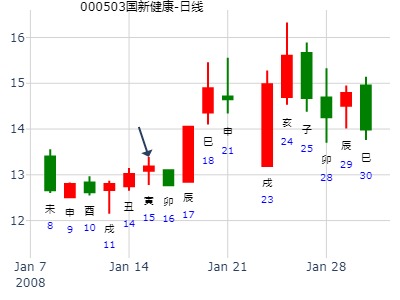 000503国新健康-日线
16
15
14
13
12
未
8
申
9
酉
10
戌
11
丑
14
寅
15
卯
16
辰
17
巳
18
申
21
戌
23
亥
24
子
25
卯
28
辰
29
巳
30
Jan 7
2008
Jan 14
Jan 21
Jan 28